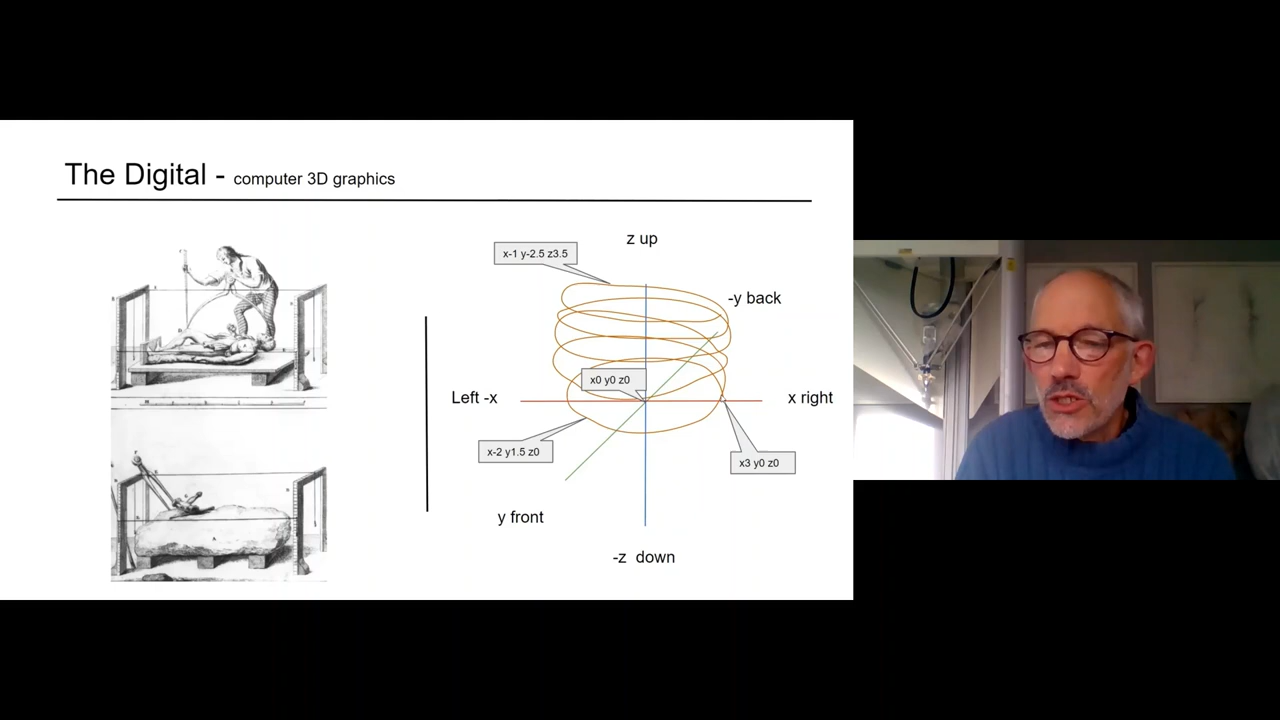 The Digital - computer 3D graphics
z up
x-1 y-2.5 z3.5
-y back
x0 y0 z0
Left -x
x right
x-2 y1.5 z0
x3 y0 z0
y front
-z down